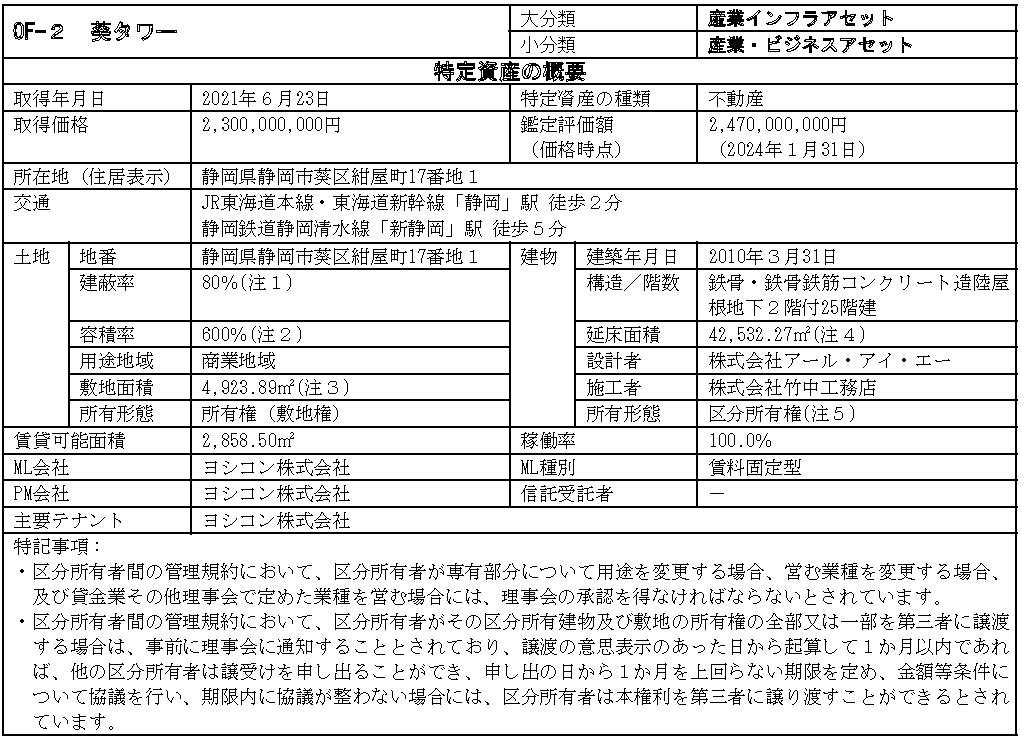 OF-2 葵タワー 大分類 産業インフラアセット
小分類 産業・ビジネスアセット
特定資産の概要
取得年月日 2021年6月23日 特定資産の種類 不動産
取得価格 2,300,000,000円 鑑定評価額 2,470,000,000円
(価格時点) (2024年1月31日)
所在地(住居表示) 静岡県静岡市葵区紺屋町17番地1
交通 JR東海道本線・東海道新幹線「静岡」駅 徒歩2分
静岡鉄道静岡清水線「新静岡」駅 徒歩5分
土地 地番 静岡県静岡市葵区紺屋町17番地1 建物 建築年月日 2010年3月31日
建蔽率 80%(注1) 構造/階数 鉄骨・鉄骨鉄筋コンクリート造陸屋
根地下2階付25階建
容積率 600%(注2) 延床面積 42,532.27㎡(注4)
用途地域 商業地域 設計者 株式会社アール・アイ・エー
敷地面積 4,923.89㎡(注3) 施工者 株式会社竹中工務店
所有形態 所有権(敷地権) 所有形態 区分所有権(注5)
賃貸可能面積 2,858.50㎡ 稼働率 100.0%
ML会社 ヨシコン株式会社 ML種別 賃料固定型
PM会社 ヨシコン株式会社 信託受託者 -
主要テナント ヨシコン株式会社
特記事項:
・区分所有者間の管理規約において、区分所有者が専有部分について用途を変更する場合、営む業種を変更する場合、
及び貸金業その他理事会で定めた業種を営む場合には、理事会の承認を得なければならないとされています。
・区分所有者間の管理規約において、区分所有者がその区分所有建物及び敷地の所有権の全部又は一部を第三者に譲渡
する場合は、事前に理事会に通知することとされており、譲渡の意思表示のあった日から起算して1か月以内であれ
ば、他の区分所有者は譲受けを申し出ることができ、申し出の日から1か月を上回らない期限を定め、金額等条件に
ついて協議を行い、期限内に協議が整わない場合には、区分所有者は本権利を第三者に譲り渡すことができるとされ
ています。